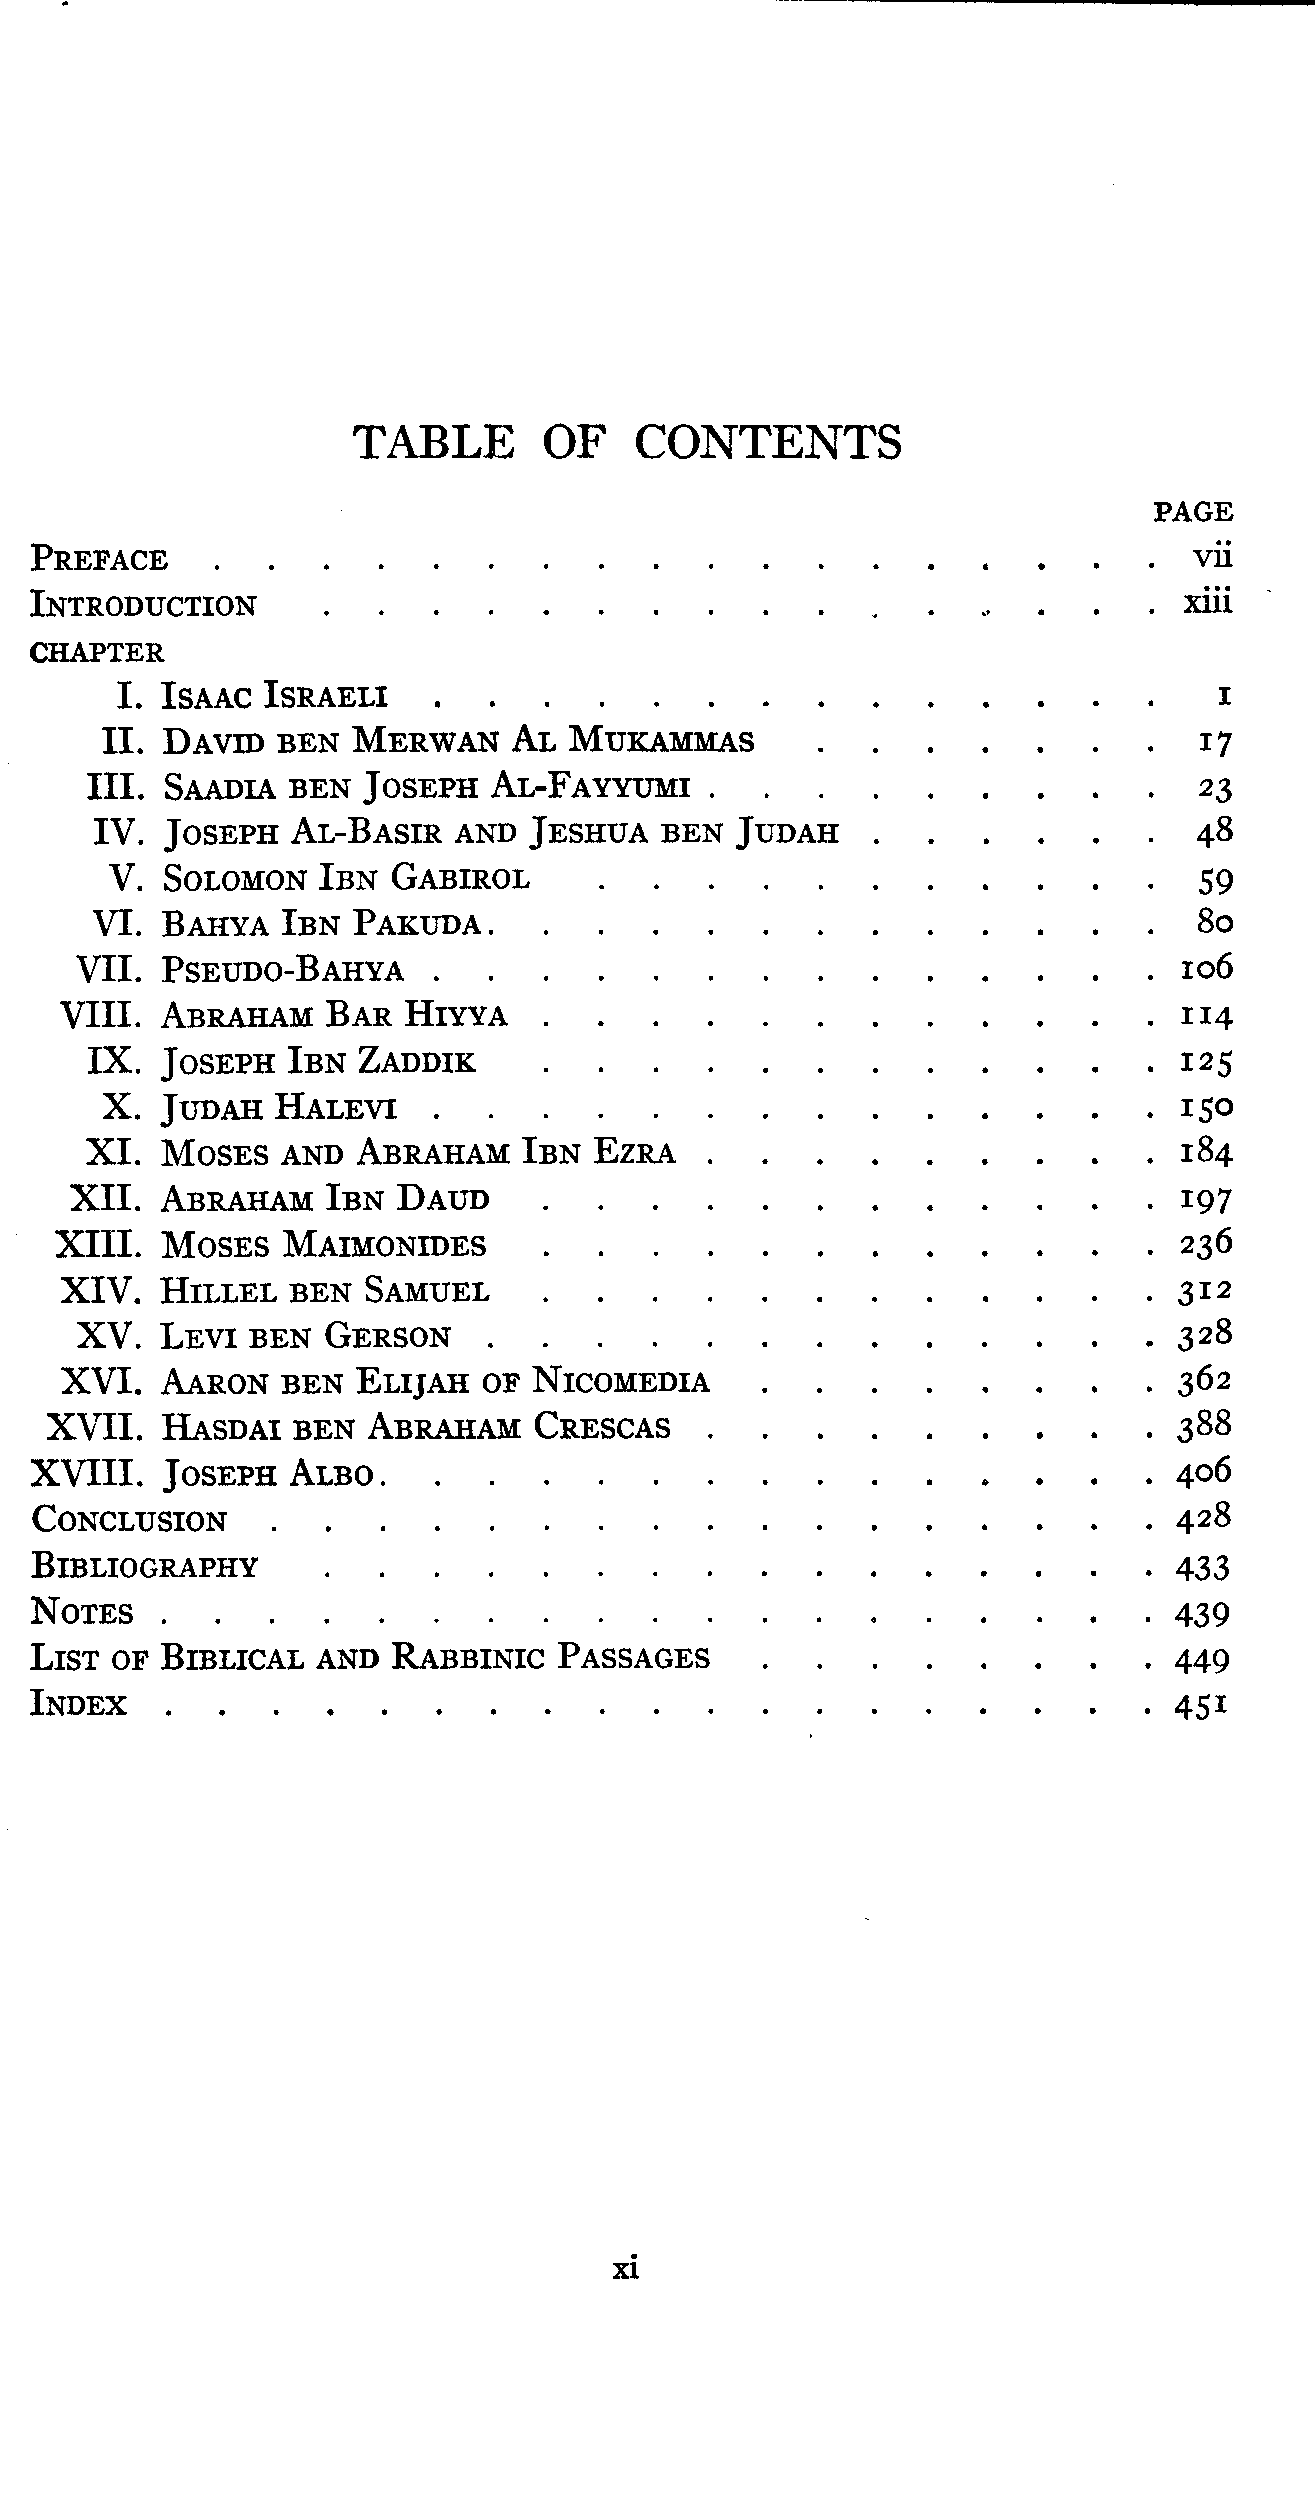 TABLE OF CONTENTS
PAGE
PREFACE . . . . . . . . . . . . . . . . . . vii
INTRODUCTION . . . . . . . . . . . . . . . . xiii
CHAPTER
I. ISAAC ISRAELI . . . . . . . . . . . . . . 1
II. DAVID BEN MERWAN AL MUKAMMAS . . . . . . . 17
III. SAADIA BEN JOSEPH AL-FAYYUMI . . . . . . . . . 23
IV. JOSEPH AL-BASIR AND JESHUA BEN JUDAH . . . . . . 48
V. SOLOMON IBN GABIROL . . . . . . . . . . . 59
VI. BAHYA IBN PAKUDA . . . . . . . . . . . . . 80
VII. PSEUDO-BAHYA . . . . . . . . . . . . . . 106
VIII. ABRAHAM BAR HIYYA . . . . . . . . . . . . 114
IX. JOSEPH IBN ZADDIK . . . . . . . . . . . . 125
X. JUDAH HALEVI . . . . . . . . . . . . . . 150
XI. MOSES AND ABRAHAM IBN EZRA . . . . . . . . . 184
XII. ABRAHAM IBN DAUD . . . . . . . . . . . . 197
XIII. MOSES MAIMONIDES . . . . . . . . . . . . 236
XIV. HILLEL BEN SAMUEL . . . . . . . . . . . . 312
XV. LEVI BEN GERSON . . . . . . . . . . . . . 328
XVI. AARON BEN ELIJAH OF NICOMEDIA . . . . . . . . 362
XVII. HASDAI BEN ABRAHAM CRESCAS . . . . . . . . . 388
XVIII. JOSEPH ALBO . . . . . . . . . . . . . . . 406
CONCLUSION . . . . . . . . . . . . . . . . . 428
BIBLIOGRAPHY . . . . . . . . . . . . . . . . 433
NOTES . . . . . . . . . . . . . . . . . . . 439
LIST OF BIBLICAL AND RABBINIC PASSAGES . . . . . . . . 449
INDEX . . . . . . . . . . . . . . . . . . . 451
xi